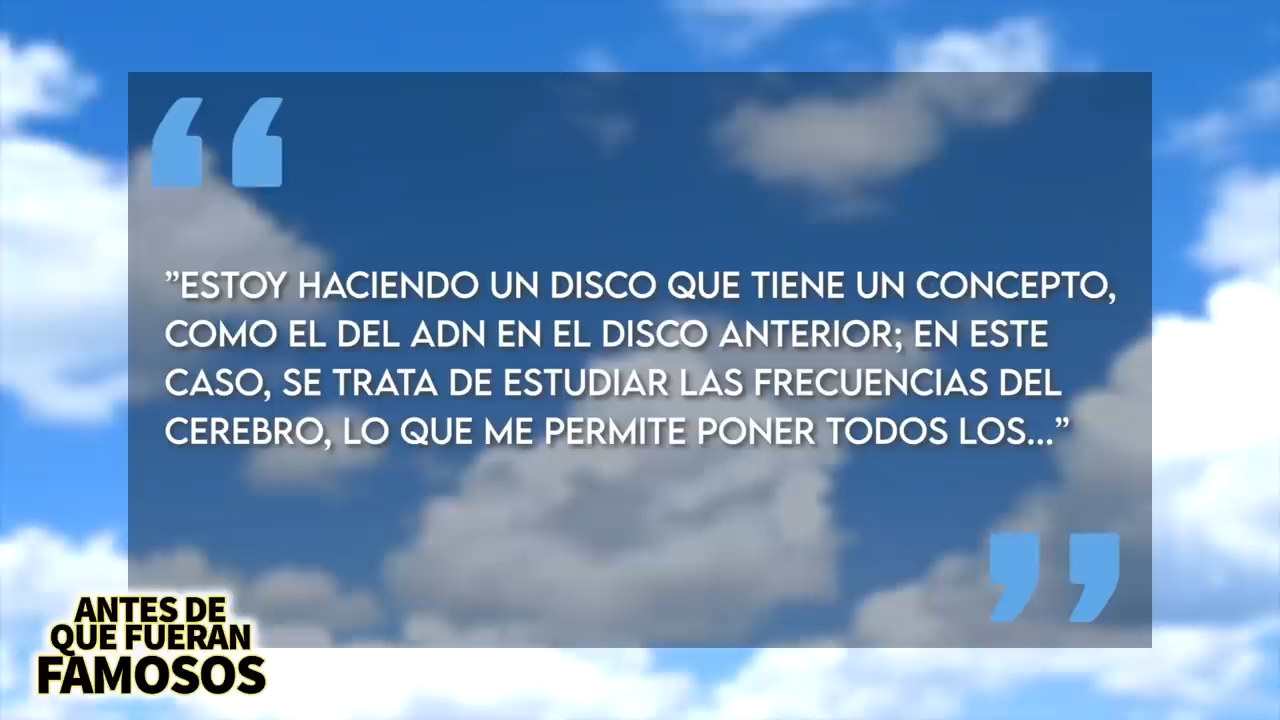 ”ESTOY HACIENDO UN DISCO QUE TIENE UN CONCEPTO,
COMO EL DEL ADN EN EL DISCO ANTERIOR; EN ESTE
CASO, SE TRATA DE ESTUDIAR LAS FRECUENCIAS DEL
CEREBRO, LO QUE ME PERMITE PONER TODOS LOS...”
ANTES DE
QUE FUERAN
FAMOSOS